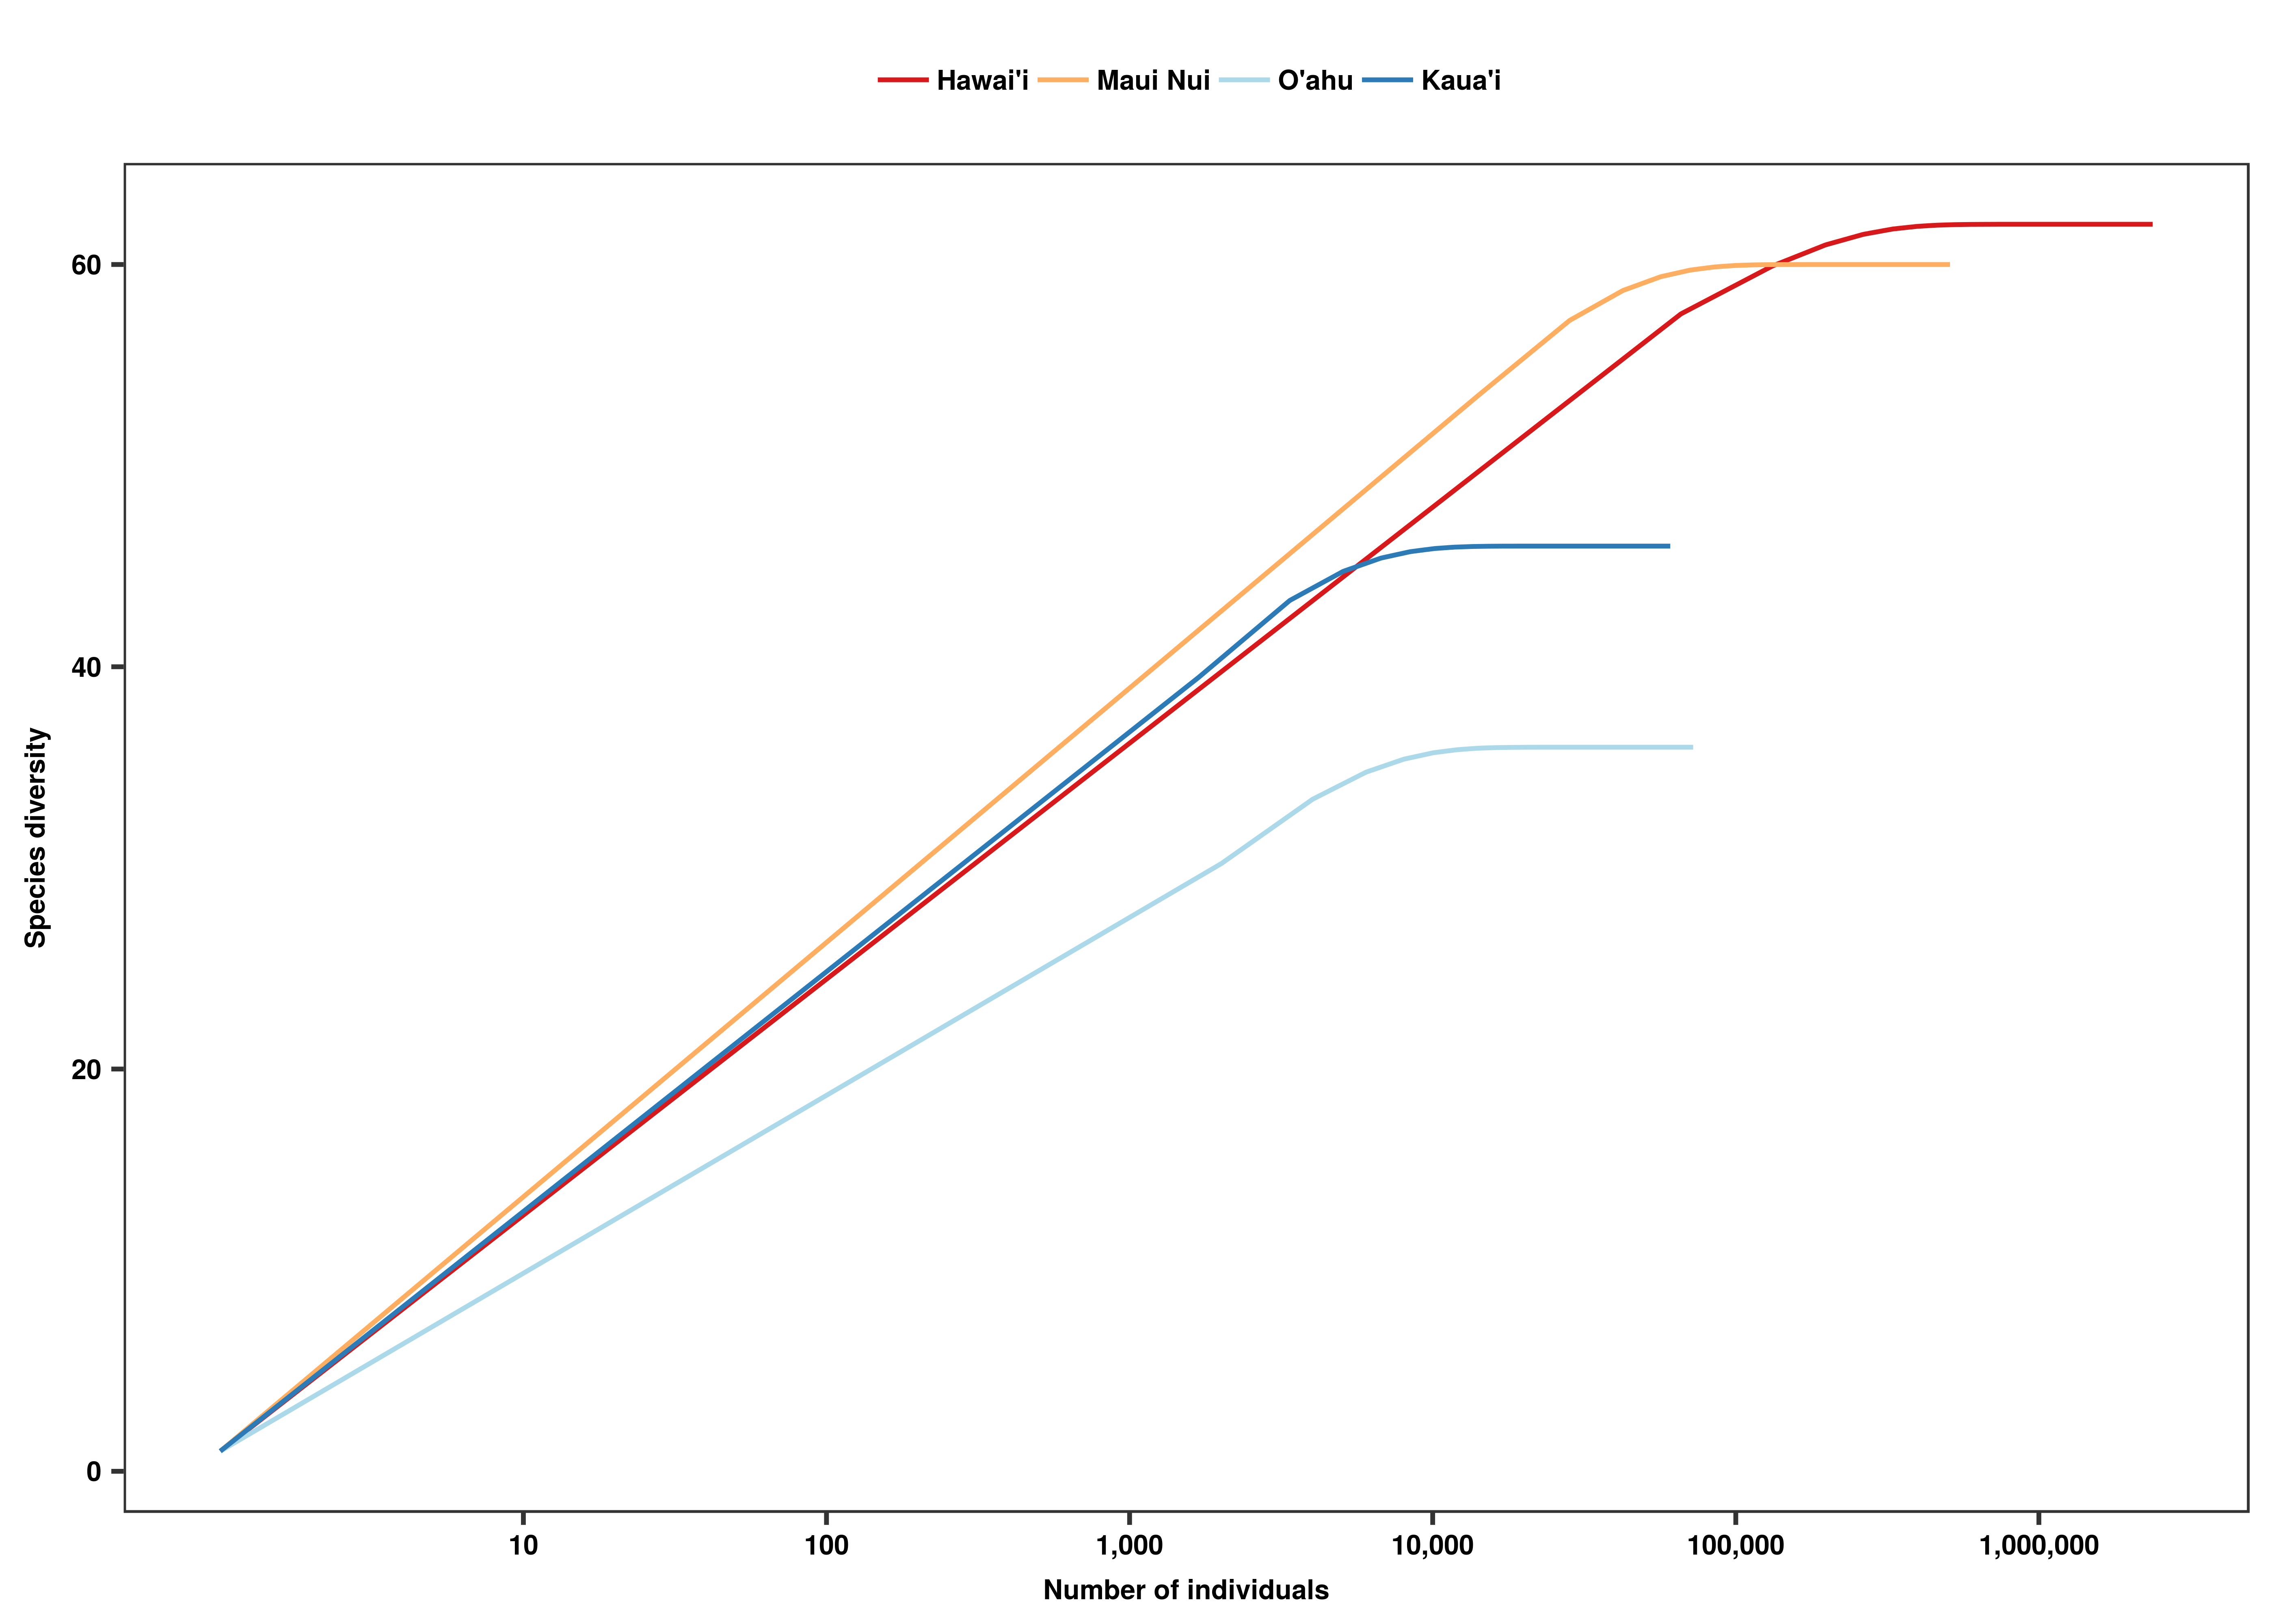 Hawai'i Maui Nui O'ahu Kaua'i
60
40
20
0
Species diversity
10 100 1,000 10,000 100,000 1,000,000
Number of individuals